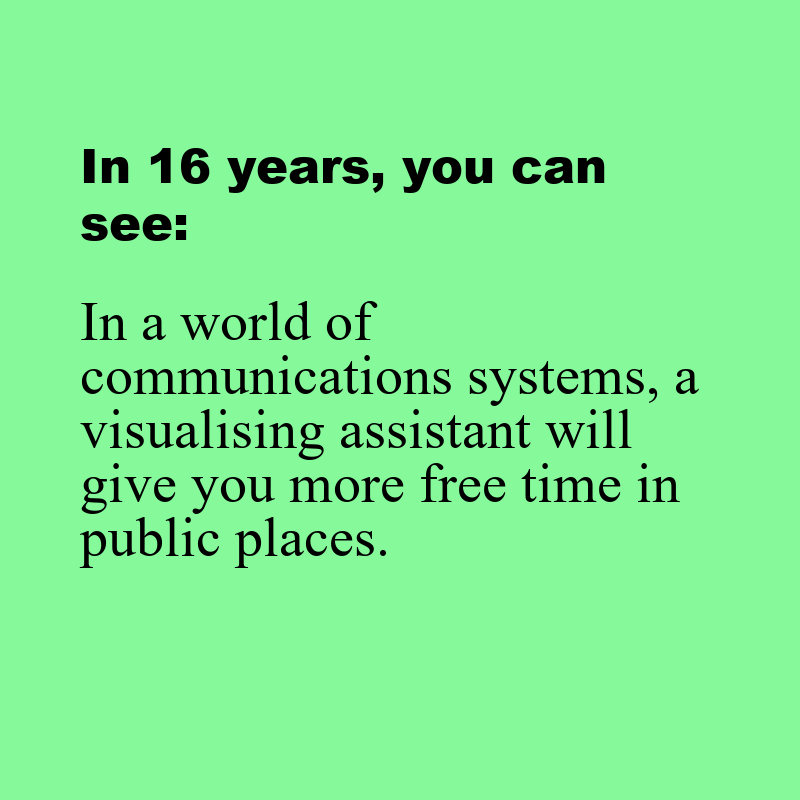 In 16 years, you can
see:
In a world of
communications systems, a
visualising assistant will
give you more free time in
public places.